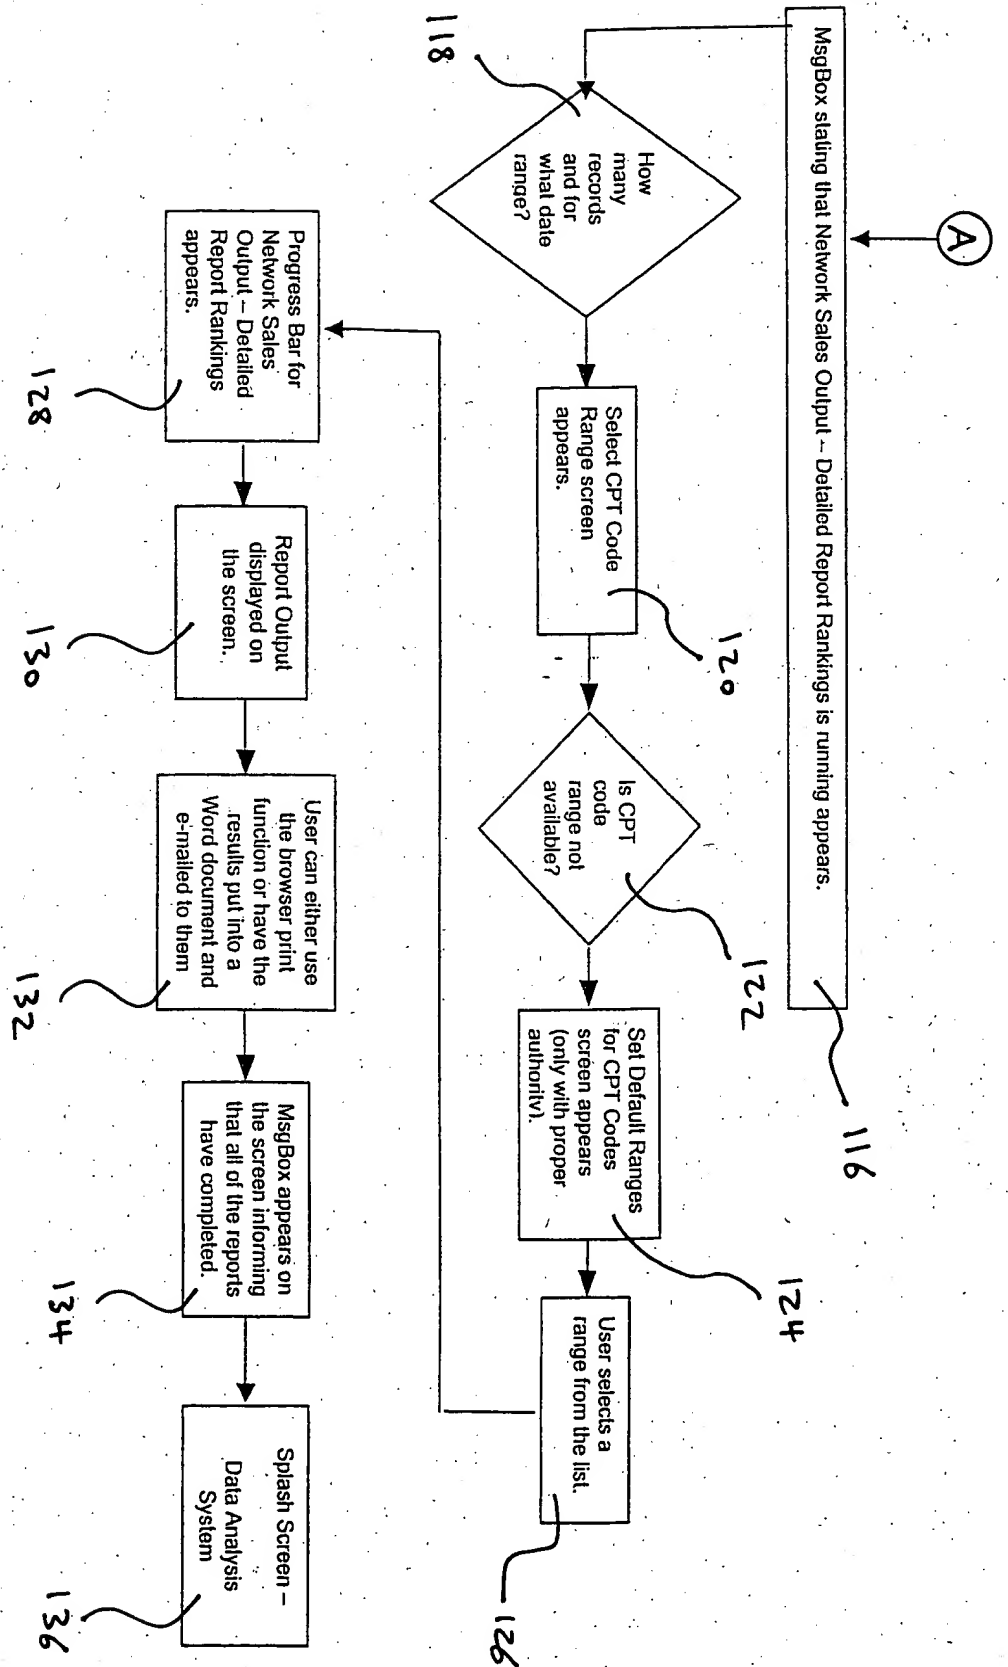 A
MsgBox stating that Network Sales Output – Detailed Report Rankings is running appears.
116
How
many
records
and for
what date
range?
118
Select CPT Code
Range screen
appears.
120
Is CPT
code
range not
available?
122
Set Default Ranges
for CPT Codes
screen appears
(only with proper
authority).
124
User selects a
range from the list.
126
Progress Bar for
Network Sales
Output – Detailed
Report Rankings
appears.
128
Report Output
displayed on
the screen.
130
User can either use
the browser print
function or have the
results put into a
Word document and
e-mailed to them
132
MsgBox appears on
the screen informing
that all of the reports
have completed.
134
Splash Screen –
Data Analysis
System
136